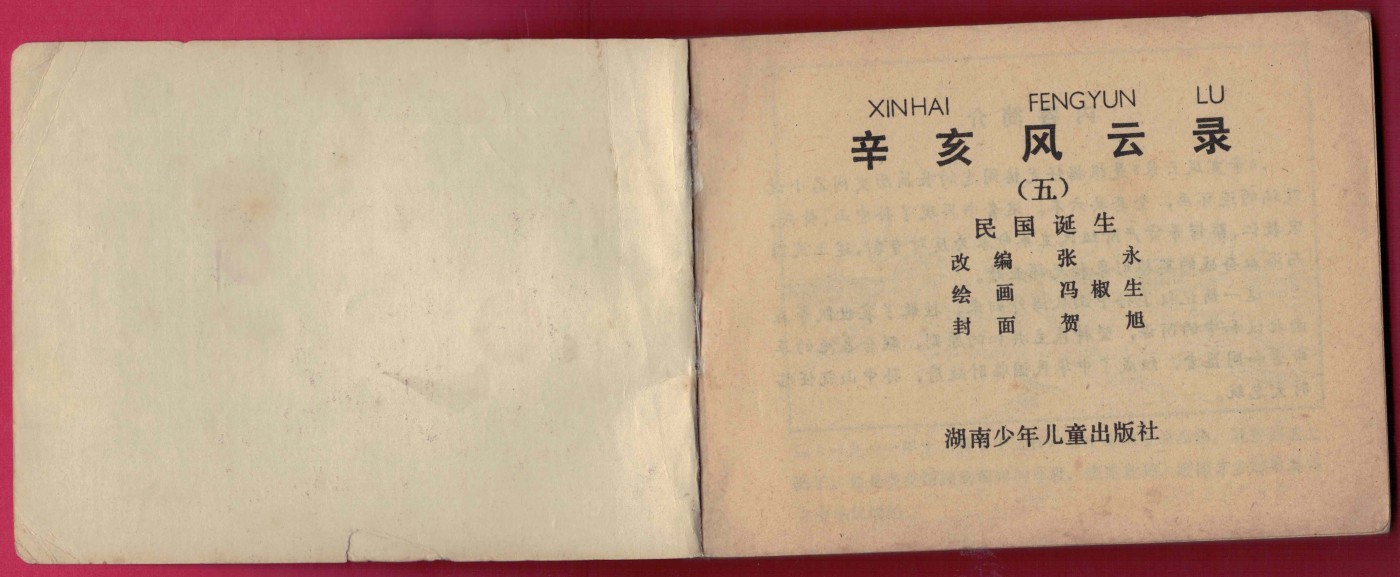 XINHAI FENGYUN LU
辛亥风云录
（五）
民国诞生
改编 张永
绘画 冯椒生
封面 贺旭
湖南少年儿童出版社